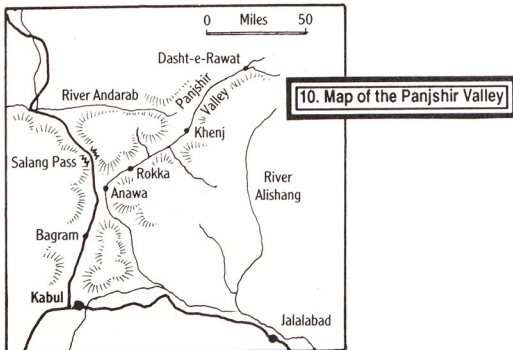 0 Miles 50
Dasht-e-Rawat
River Andarab
Panjshir
Valley
10. Map of the Panjshir Valley
Khenj
Salang Pass
Rokka
River
Alishang
Anawa
Bagram
Kabul
Jalalabad